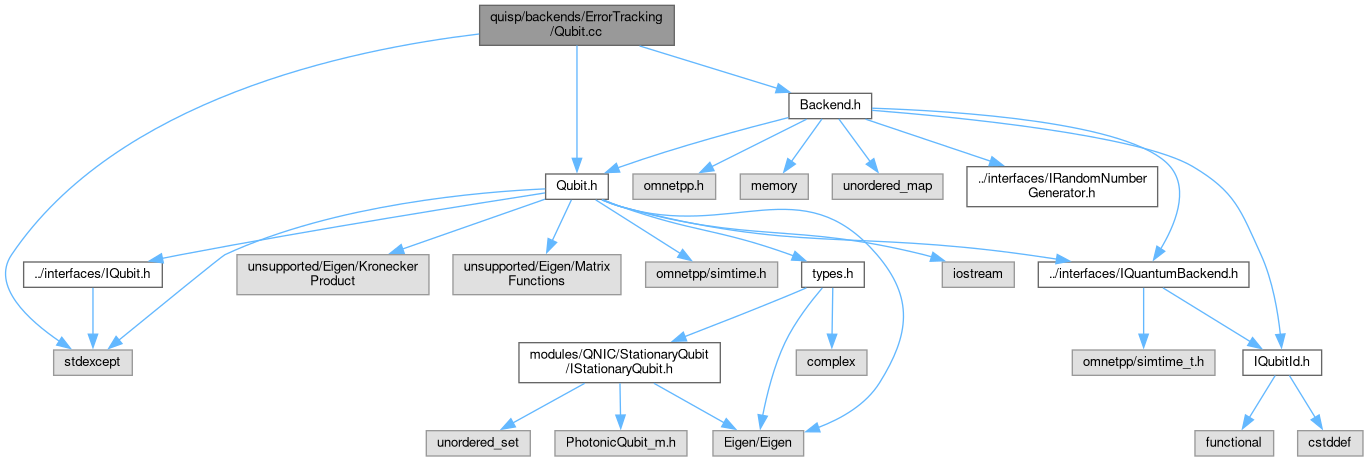 quisp/backends/ErrorTracking
/Qubit.cc
Backend.h
Qubit.h
omnetpp.h
memory
unordered_map
../interfaces/IRandomNumber
Generator.h
../interfaces/IQubit.h
unsupported/Eigen/Kronecker
Product
unsupported/Eigen/Matrix
Functions
omnetpp/simtime.h
types.h
iostream
../interfaces/IQuantumBackend.h
stdexcept
modules/QNIC/StationaryQubit
/IStationaryQubit.h
complex
omnetpp/simtime_t.h
IQubitId.h
unordered_set
PhotonicQubit_m.h
Eigen/Eigen
functional
cstddef